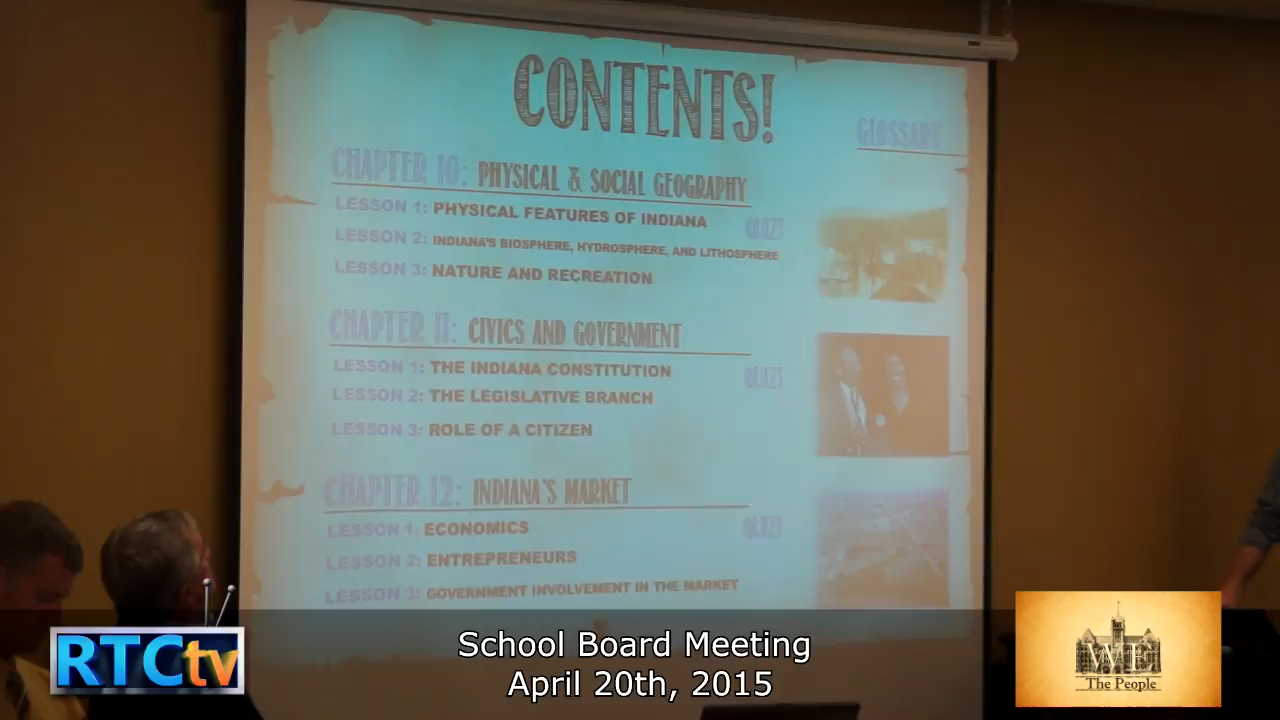 CONTENTS!
GLOSSARY
CHAPTER 10: PHYSICAL & SOCIAL GEOGRAPHY
LESSON 1: PHYSICAL FEATURES OF INDIANA
QUIZ!
LESSON 2: INDIANA'S BIOSPHERE, HYDROSPHERE, AND LITHOSPHERE
LESSON 3: NATURE AND RECREATION
CHAPTER 11: CIVICS AND GOVERNMENT
LESSON 1: THE INDIANA CONSTITUTION
QUIZ!
LESSON 2: THE LEGISLATIVE BRANCH
LESSON 3: ROLE OF A CITIZEN
CHAPTER 12: INDIANA'S MARKET
LESSON 1: ECONOMICS
QUIZ!
LESSON 2: ENTREPRENEURS
LESSON 3: GOVERNMENT INVOLVEMENT IN THE MARKET
RTCtv
School Board Meeting
April 20th, 2015
WE
The People